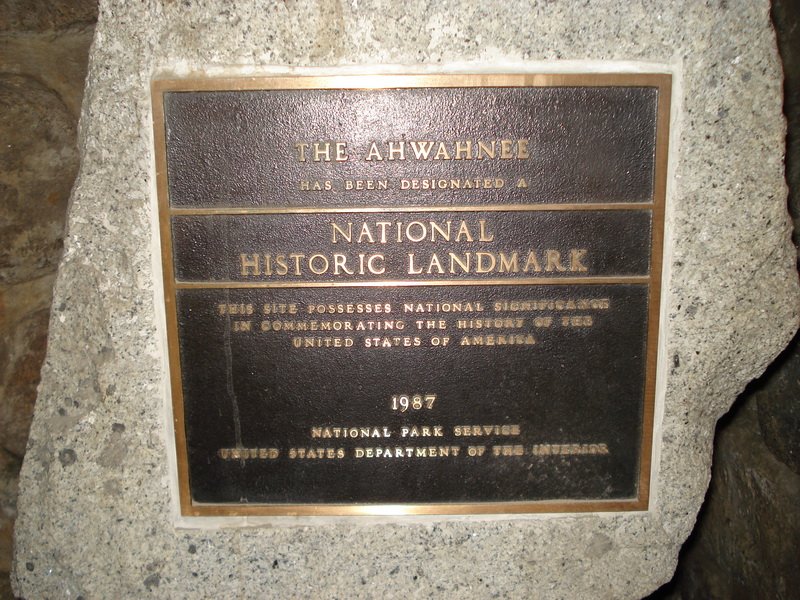 THE AHWAHNEE
HAS BEEN DESIGNATED A
NATIONAL
HISTORIC LANDMARK
THIS SITE POSSESSES NATIONAL SIGNIFICANCE
IN COMMEMORATING THE HISTORY OF THE
UNITED STATES OF AMERICA
1987
NATIONAL PARK SERVICE
UNITED STATES DEPARTMENT OF THE INTERIOR